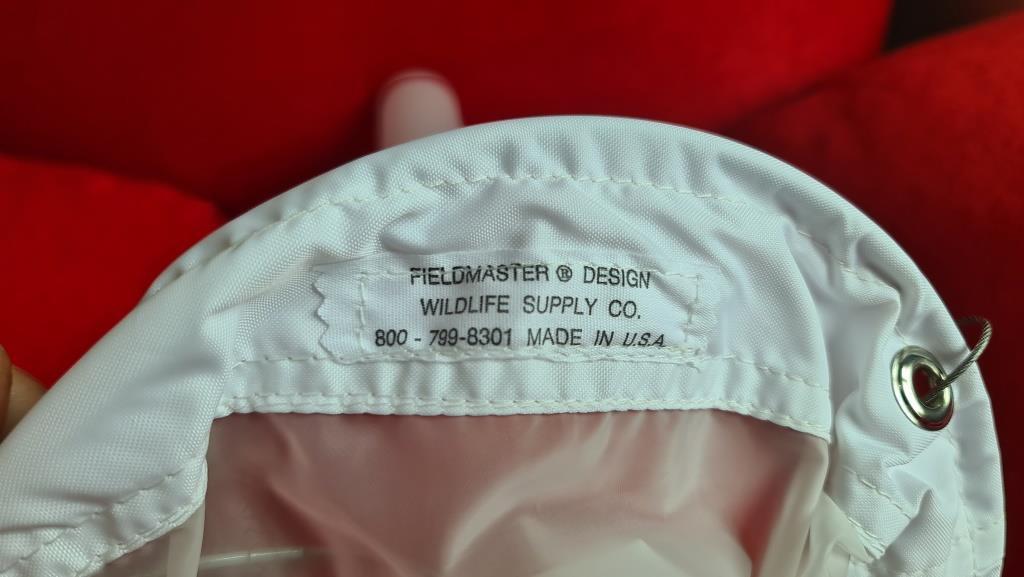 FIELDMASTER ® DESIGN
WILDLIFE SUPPLY CO.
800 - 799-8301 MADE IN U.S.A